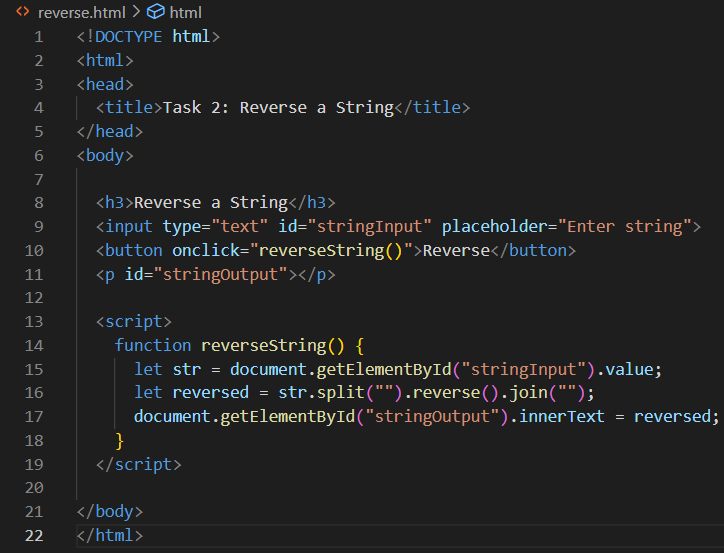 reverse.html > html
1 <!DOCTYPE html>
2 <html>
3 <head>
4   <title>Task 2: Reverse a String</title>
5 </head>
6 <body>
7
8   <h3>Reverse a String</h3>
9   <input type="text" id="stringInput" placeholder="Enter string">
10   <button onclick="reverseString()">Reverse</button>
11   <p id="stringOutput"></p>
12
13   <script>
14     function reverseString() {
15       let str = document.getElementById("stringInput").value;
16       let reversed = str.split("").reverse().join("");
17       document.getElementById("stringOutput").innerText = reversed;
18     }
19   </script>
20
21 </body>
22 </html>